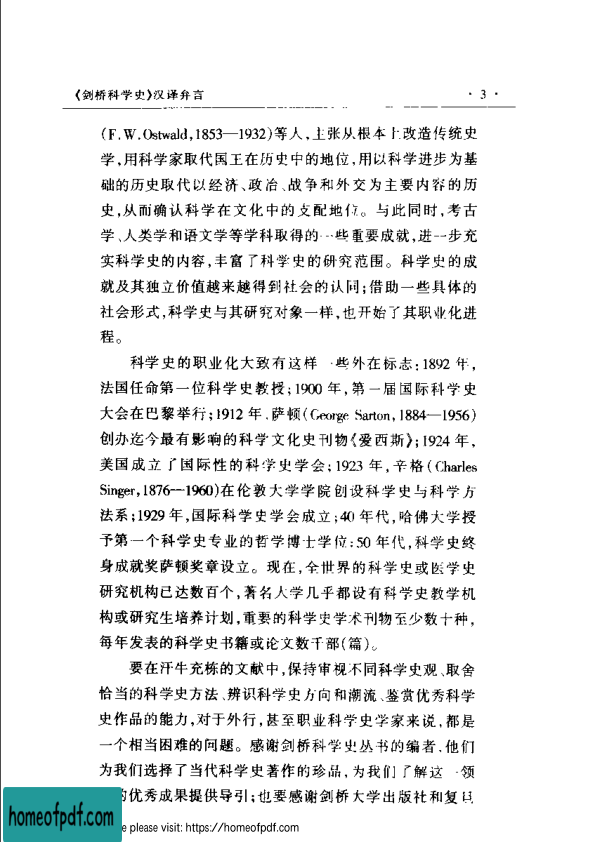 《剑桥科学史》汉译弁言 · 3 ·
(F.W.Ostwald,1853—1932)等人,主张从根本上改造传统史
学,用科学家取代国王在历史中的地位,用以科学进步为基
础的历史取代以经济、政治、战争和外交为主要内容的历
史,从而确认科学在文化中的支配地位。与此同时,考古
学、人类学和语文学等学科取得的一些重要成就,进一步充
实科学史的内容,丰富了科学史的研究范围。科学史的成
就及其独立价值越来越得到社会的认同;借助一些具体的
社会形式,科学史与其研究对象一样,也开始了其职业化进
程。
科学史的职业化大致有这样一些外在标志:1892年,
法国任命第一位科学史教授;1900年,第一届国际科学史
大会在巴黎举行;1912年,萨顿(George Sarton,1884—1956)
创办迄今最有影响的科学文化史刊物《爱西斯》;1924年,
美国成立了国际性的科学史学会;1923年,辛格(Charles
Singer,1876—1960)在伦敦大学学院创设科学史与科学方
法系;1929年,国际科学史学会成立;40年代,哈佛大学授
予第一个科学史专业的哲学博士学位;50年代,科学史终
身成就奖萨顿奖章设立。现在,全世界的科学史或医学史
研究机构已达数百个,著名大学几乎都设有科学史教学机
构或研究生培养计划,重要的科学史学术刊物至少数十种,
每年发表的科学史书籍或论文数千部(篇)。
要在汗牛充栋的文献中,保持审视不同科学史观、取舍
恰当的科学史方法、辨识科学史方向和潮流、鉴赏优秀科学
史作品的能力,对于外行,甚至职业科学史学家来说,都是
一个相当困难的问题。感谢剑桥科学史丛书的编者,他们
为我们选择了当代科学史著作的珍品,为我们了解这一领
的优秀成果提供导引;也要感谢剑桥大学出版社和复旦
homeofpdf.com
e please visit: https://homeofpdf.com